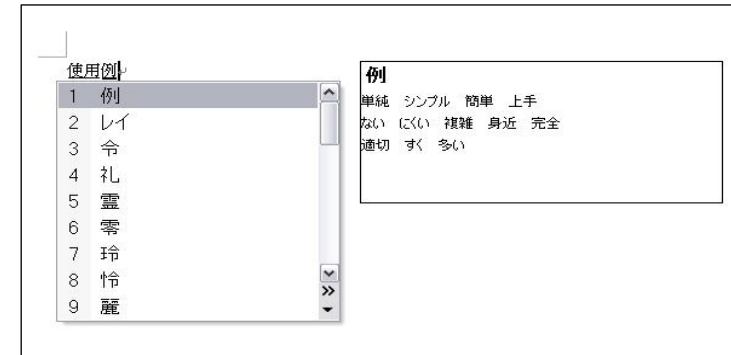 使用例
1 例
2 レイ
3 令
4 礼
5 霊
6 零
7 玲
8 怜
9 麗
例
単純 シンプル 簡単 上手
ない にくい 複雑 身近 完全
適切 すく 多い